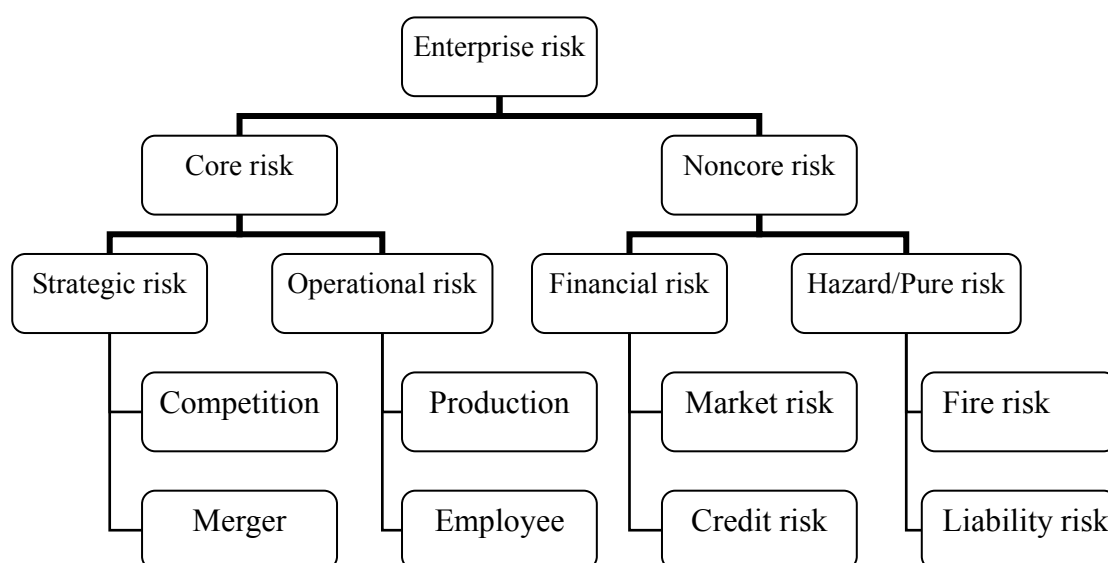 Enterprise risk
Core risk
Noncore risk
Strategic risk
Operational risk
Financial risk
Hazard/Pure risk
Competition
Production
Market risk
Fire risk
Merger
Employee
Credit risk
Liability risk